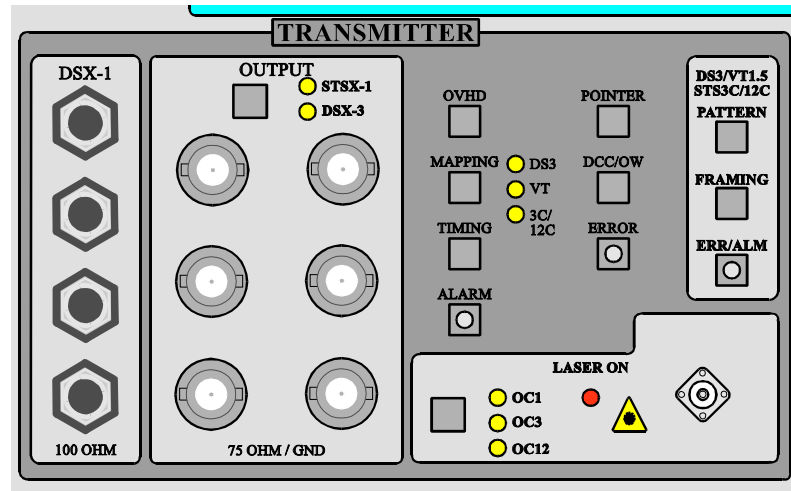 TRANSMITTER
DSX-1
100 OHM
OUTPUT
STSX-1
DSX-3
75 OHM / GND
OVHD
POINTER
MAPPING
DS3
VT
3C/
12C
DCC/OW
TIMING
ERROR
ALARM
DS3/VT1.5
STS3C/12C
PATTERN
FRAMING
ERR/ALM
LASER ON
OC1
OC3
OC12